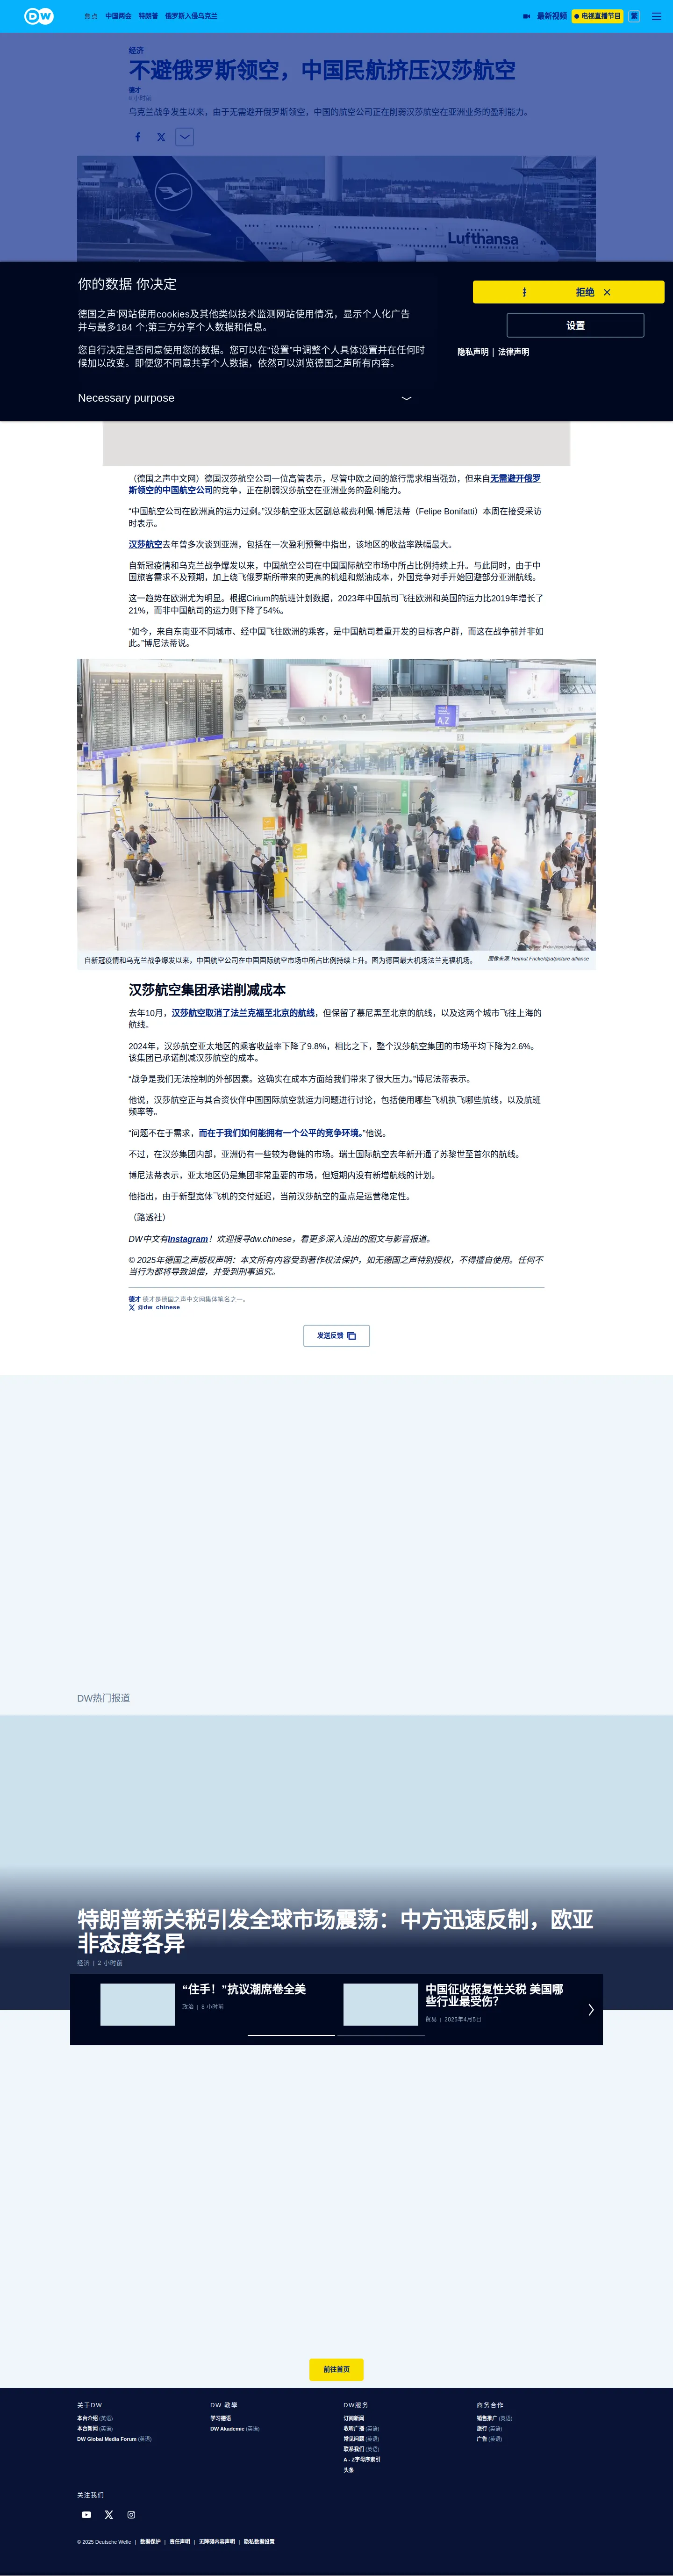 DW
焦点 中国两会 特朗普 俄罗斯入侵乌克兰
最新视频 电视直播节目 繁
经济
不避俄罗斯领空，中国民航挤压汉莎航空
德才
乌克兰战争发生以来，由于无需避开俄罗斯领空，中国的航空公司正在削弱汉莎航空在亚洲业务的盈利能力。
Lufthansa
你的数据 你决定
德国之声'网站使用cookies及其他类似技术监测网站使用情况，显示个人化广告
并与最多184 个;第三方分享个人数据和信息。
您自行决定是否同意使用您的数据。您可以在“设置”中调整个人具体设置并在任何时
候加以改变。即便您不同意共享个人数据，依然可以浏览德国之声所有内容。
Necessary purpose
拒绝
设置
隐私声明 | 法律声明
（德国之声中文网）德国汉莎航空公司一位高管表示，尽管中欧之间的旅行需求相当强劲，但来自无需避开俄罗
斯领空的中国航空公司的竞争，正在削弱汉莎航空在亚洲业务的盈利能力。
“中国航空公司在欧洲真的运力过剩。”汉莎航空亚太区副总裁费利佩·博尼法蒂（Felipe Bonifatti）本周在接受采访
时表示。
汉莎航空去年曾多次谈到亚洲，包括在一次盈利预警中指出，该地区的收益率跌幅最大。
自新冠疫情和乌克兰战争爆发以来，中国航空公司在中国国际航空市场中所占比例持续上升。与此同时，由于中
国旅客需求不及预期，加上绕飞俄罗斯所带来的更高的机组和燃油成本，外国竞争对手开始回避部分亚洲航线。
这一趋势在欧洲尤为明显。根据Cirium的航班计划数据，2023年中国航司飞往欧洲和英国的运力比2019年增长了
21%，而非中国航司的运力则下降了54%。
“如今，来自东南亚不同城市、经中国飞往欧洲的乘客，是中国航司着重开发的目标客户群，而这在战争前并非如
此。”博尼法蒂说。
自新冠疫情和乌克兰战争爆发以来，中国航空公司在中国国际航空市场中所占比例持续上升。图为德国最大机场法兰克福机场。
图像来源: Helmut Fricke/dpa/picture alliance
汉莎航空集团承诺削减成本
去年10月，汉莎航空取消了法兰克福至北京的航线，但保留了慕尼黑至北京的航线，以及这两个城市飞往上海的
航线。
2024年，汉莎航空亚太地区的乘客收益率下降了9.8%，相比之下，整个汉莎航空集团的市场平均下降为2.6%。
该集团已承诺削减汉莎航空的成本。
“战争是我们无法控制的外部因素。这确实在成本方面给我们带来了很大压力。”博尼法蒂表示。
他说，汉莎航空正与其合资伙伴中国国际航空就运力问题进行讨论，包括使用哪些飞机执飞哪些航线，以及航班
频率等。
“问题不在于需求，而在于我们如何能拥有一个公平的竞争环境。”他说。
不过，在汉莎集团内部，亚洲仍有一些较为稳健的市场。瑞士国际航空去年新开通了苏黎世至首尔的航线。
博尼法蒂表示，亚太地区仍是集团非常重要的市场，但短期内没有新增航线的计划。
他指出，由于新型宽体飞机的交付延迟，当前汉莎航空的重点是运营稳定性。
（路透社）
DW中文有Instagram！欢迎搜寻dw.chinese，看更多深入浅出的图文与影音报道。
© 2025年德国之声版权声明：本文所有内容受到著作权法保护，如无德国之声特别授权，不得擅自使用。任何不
当行为都将导致追偿，并受到刑事追究。
德才 德才是德国之声中文网集体笔名之一。
@dw_chinese
发送反馈
DW热门报道
特朗普新关税引发全球市场震荡：中方迅速反制，欧亚
非态度各异
经济 | 2 小时前
“住手！”抗议潮席卷全美
政治 | 8 小时前
中国征收报复性关税 美国哪
些行业最受伤？
贸易 | 2025年4月5日
前往首页
关于DW
本台介绍 (英语)
本台新闻 (英语)
DW Global Media Forum (英语)
DW 教學
学习德语
DW Akademie (英语)
DW服务
订阅新闻
收听广播 (英语)
常见问题 (英语)
联系我们 (英语)
A - Z字母序索引
头条
商务合作
销售推广 (英语)
旅行 (英语)
广告 (英语)
关注我们
© 2025 Deutsche Welle | 数据保护 | 责任声明 | 无障碍内容声明 | 隐私数据设置